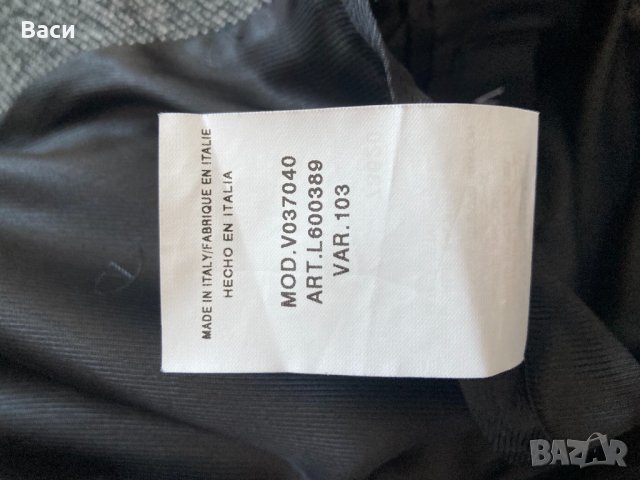 Васи
MADE IN ITALY/FABRIQUE EN ITALIE
HECHO EN ITALIA
MOD.V037040
ART.L600389
VAR.103
BAZAR